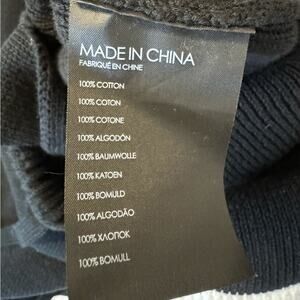 MADE IN CHINA
FABRIQUÉ EN CHINE
100% COTTON
100% COTON
100% COTONE
100% ALGODÓN
100% BAUMWOLLE
100% KATOEN
100% BOMULD
100% ALGODÃO
100% ХЛОПОК
100% BOMULL